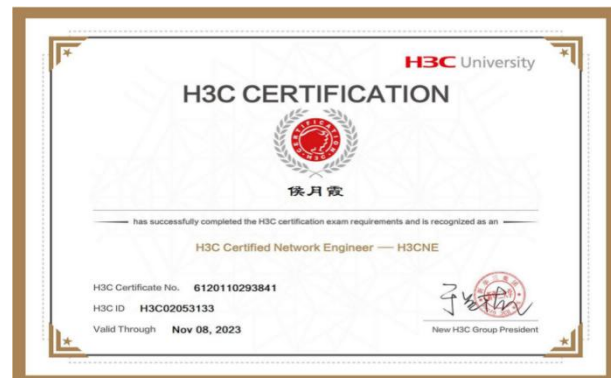 H3C University
H3C CERTIFICATION
侯月霞
has successfully completed the H3C certification exam requirements and is recognized as an
H3C Certified Network Engineer — H3CNE
H3C Certificate No. 6120110293841
H3C ID H3C02053133
Valid Through Nov 08, 2023
New H3C Group President